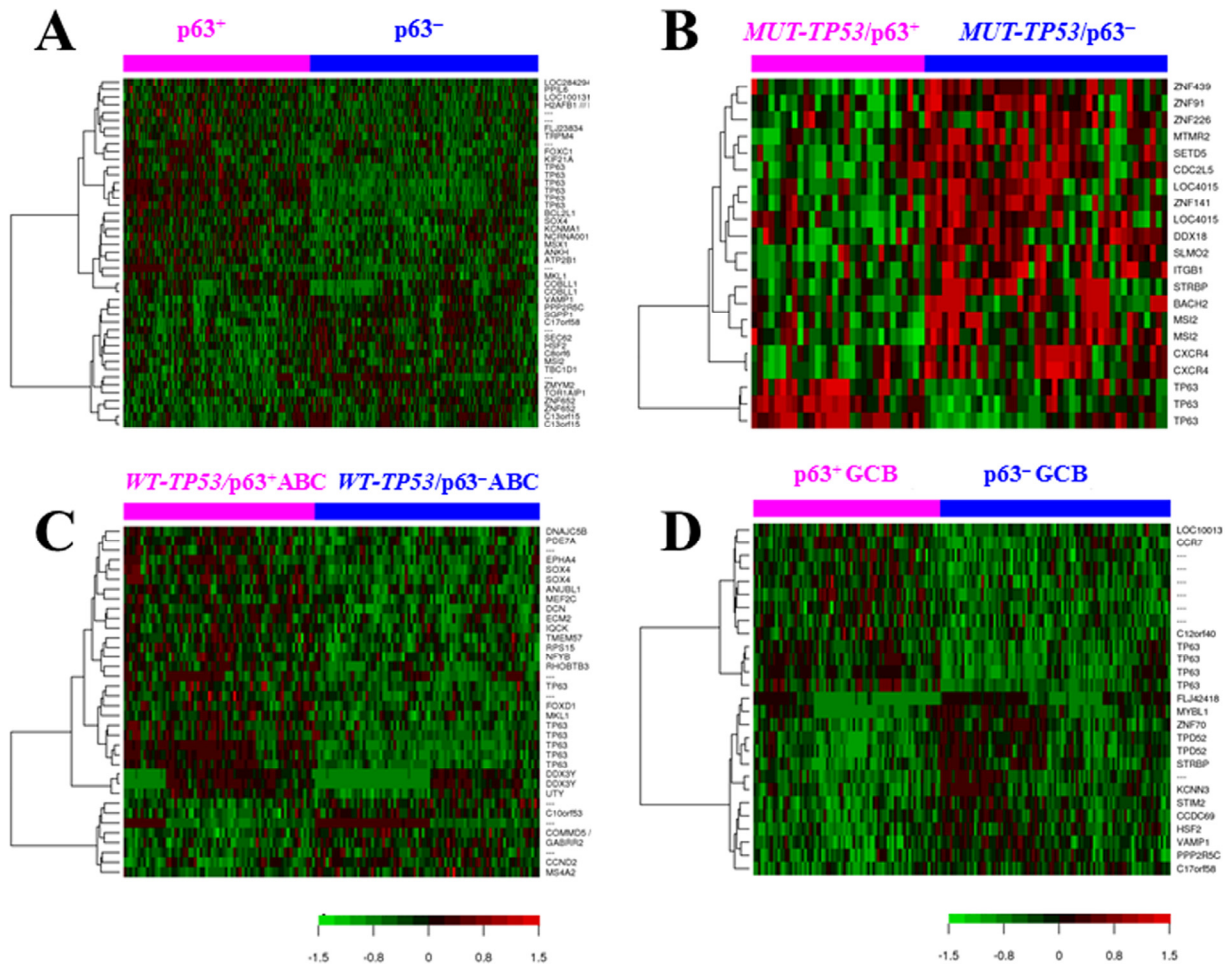 A
p63⁺ p63⁻
LOC284294
PPIL6
LOC100131
H2AFB1 ///
---
---
FLJ23834
TRPM4
---
FOXC1
KIF21A
TP63
TP63
TP63
TP63
TP63
TP63
BCL2L1
SOX4
KCNMA1
NCRNA001
MSX1
ANKH
ATP2B1
---
MKL1
COBLL1
COBLL1
VAMP1
PPP2R5C
SGPP1
C17orf58
---
SEC62
HSF2
C8orf6
MSI2
TBC1D1
---
ZMYM2
TOR1AIP1
ZNF652
ZNF652
C13orf15
C13orf15
B
MUT-TP53/p63⁺ MUT-TP53/p63⁻
ZNF439
ZNF91
ZNF226
MTMR2
SETD5
CDC2L5
LOC4015
ZNF141
LOC4015
DDX18
SLMO2
ITGB1
STRBP
BACH2
MSI2
MSI2
CXCR4
CXCR4
TP63
TP63
TP63
C
WT-TP53/p63⁺ABC WT-TP53/p63⁻ABC
DNAJC5B
PDE7A
---
EPHA4
SOX4
SOX4
ANUBL1
MEF2C
DCN
ECM2
IQCK
TMEM57
RPS15
NFYB
RHOBTB3
---
TP63
---
FOXD1
MKL1
TP63
TP63
TP63
TP63
TP63
DDX3Y
DDX3Y
UTY
---
C10orf53
---
COMMD5 /
GABRR2
---
CCND2
MS4A2
-1.5 -0.8 0 0.8 1.5
D
p63⁺ GCB p63⁻ GCB
LOC10013
CCR7
---
---
---
---
---
---
C12orf40
TP63
TP63
TP63
TP63
FLJ42418
MYBL1
ZNF70
TPD52
TPD52
STRBP
---
KCNN3
STIM2
CCDC69
HSF2
VAMP1
PPP2R5C
C17orf58
-1.5 -0.8 0 0.8 1.5